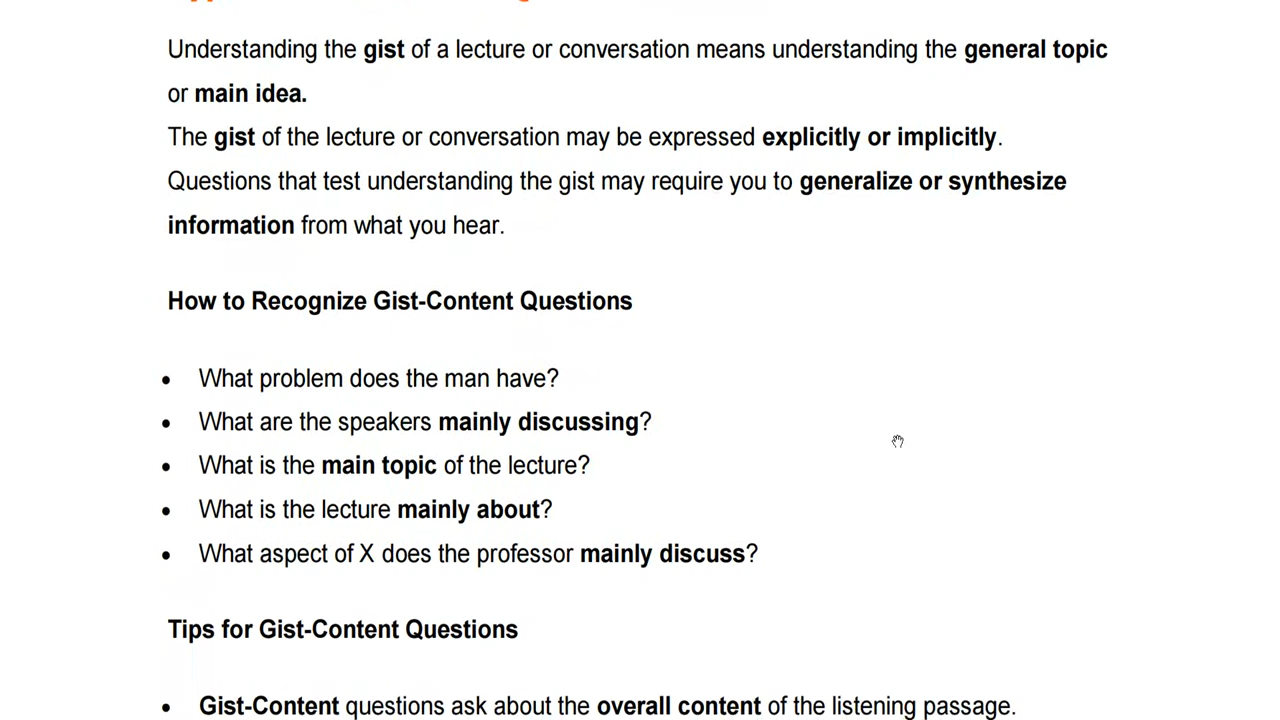 Understanding the gist of a lecture or conversation means understanding the general topic
or main idea.
The gist of the lecture or conversation may be expressed explicitly or implicitly.
Questions that test understanding the gist may require you to generalize or synthesize
information from what you hear.
How to Recognize Gist-Content Questions
• What problem does the man have?
• What are the speakers mainly discussing?
• What is the main topic of the lecture?
• What is the lecture mainly about?
• What aspect of X does the professor mainly discuss?
Tips for Gist-Content Questions
• Gist-Content questions ask about the overall content of the listening passage.